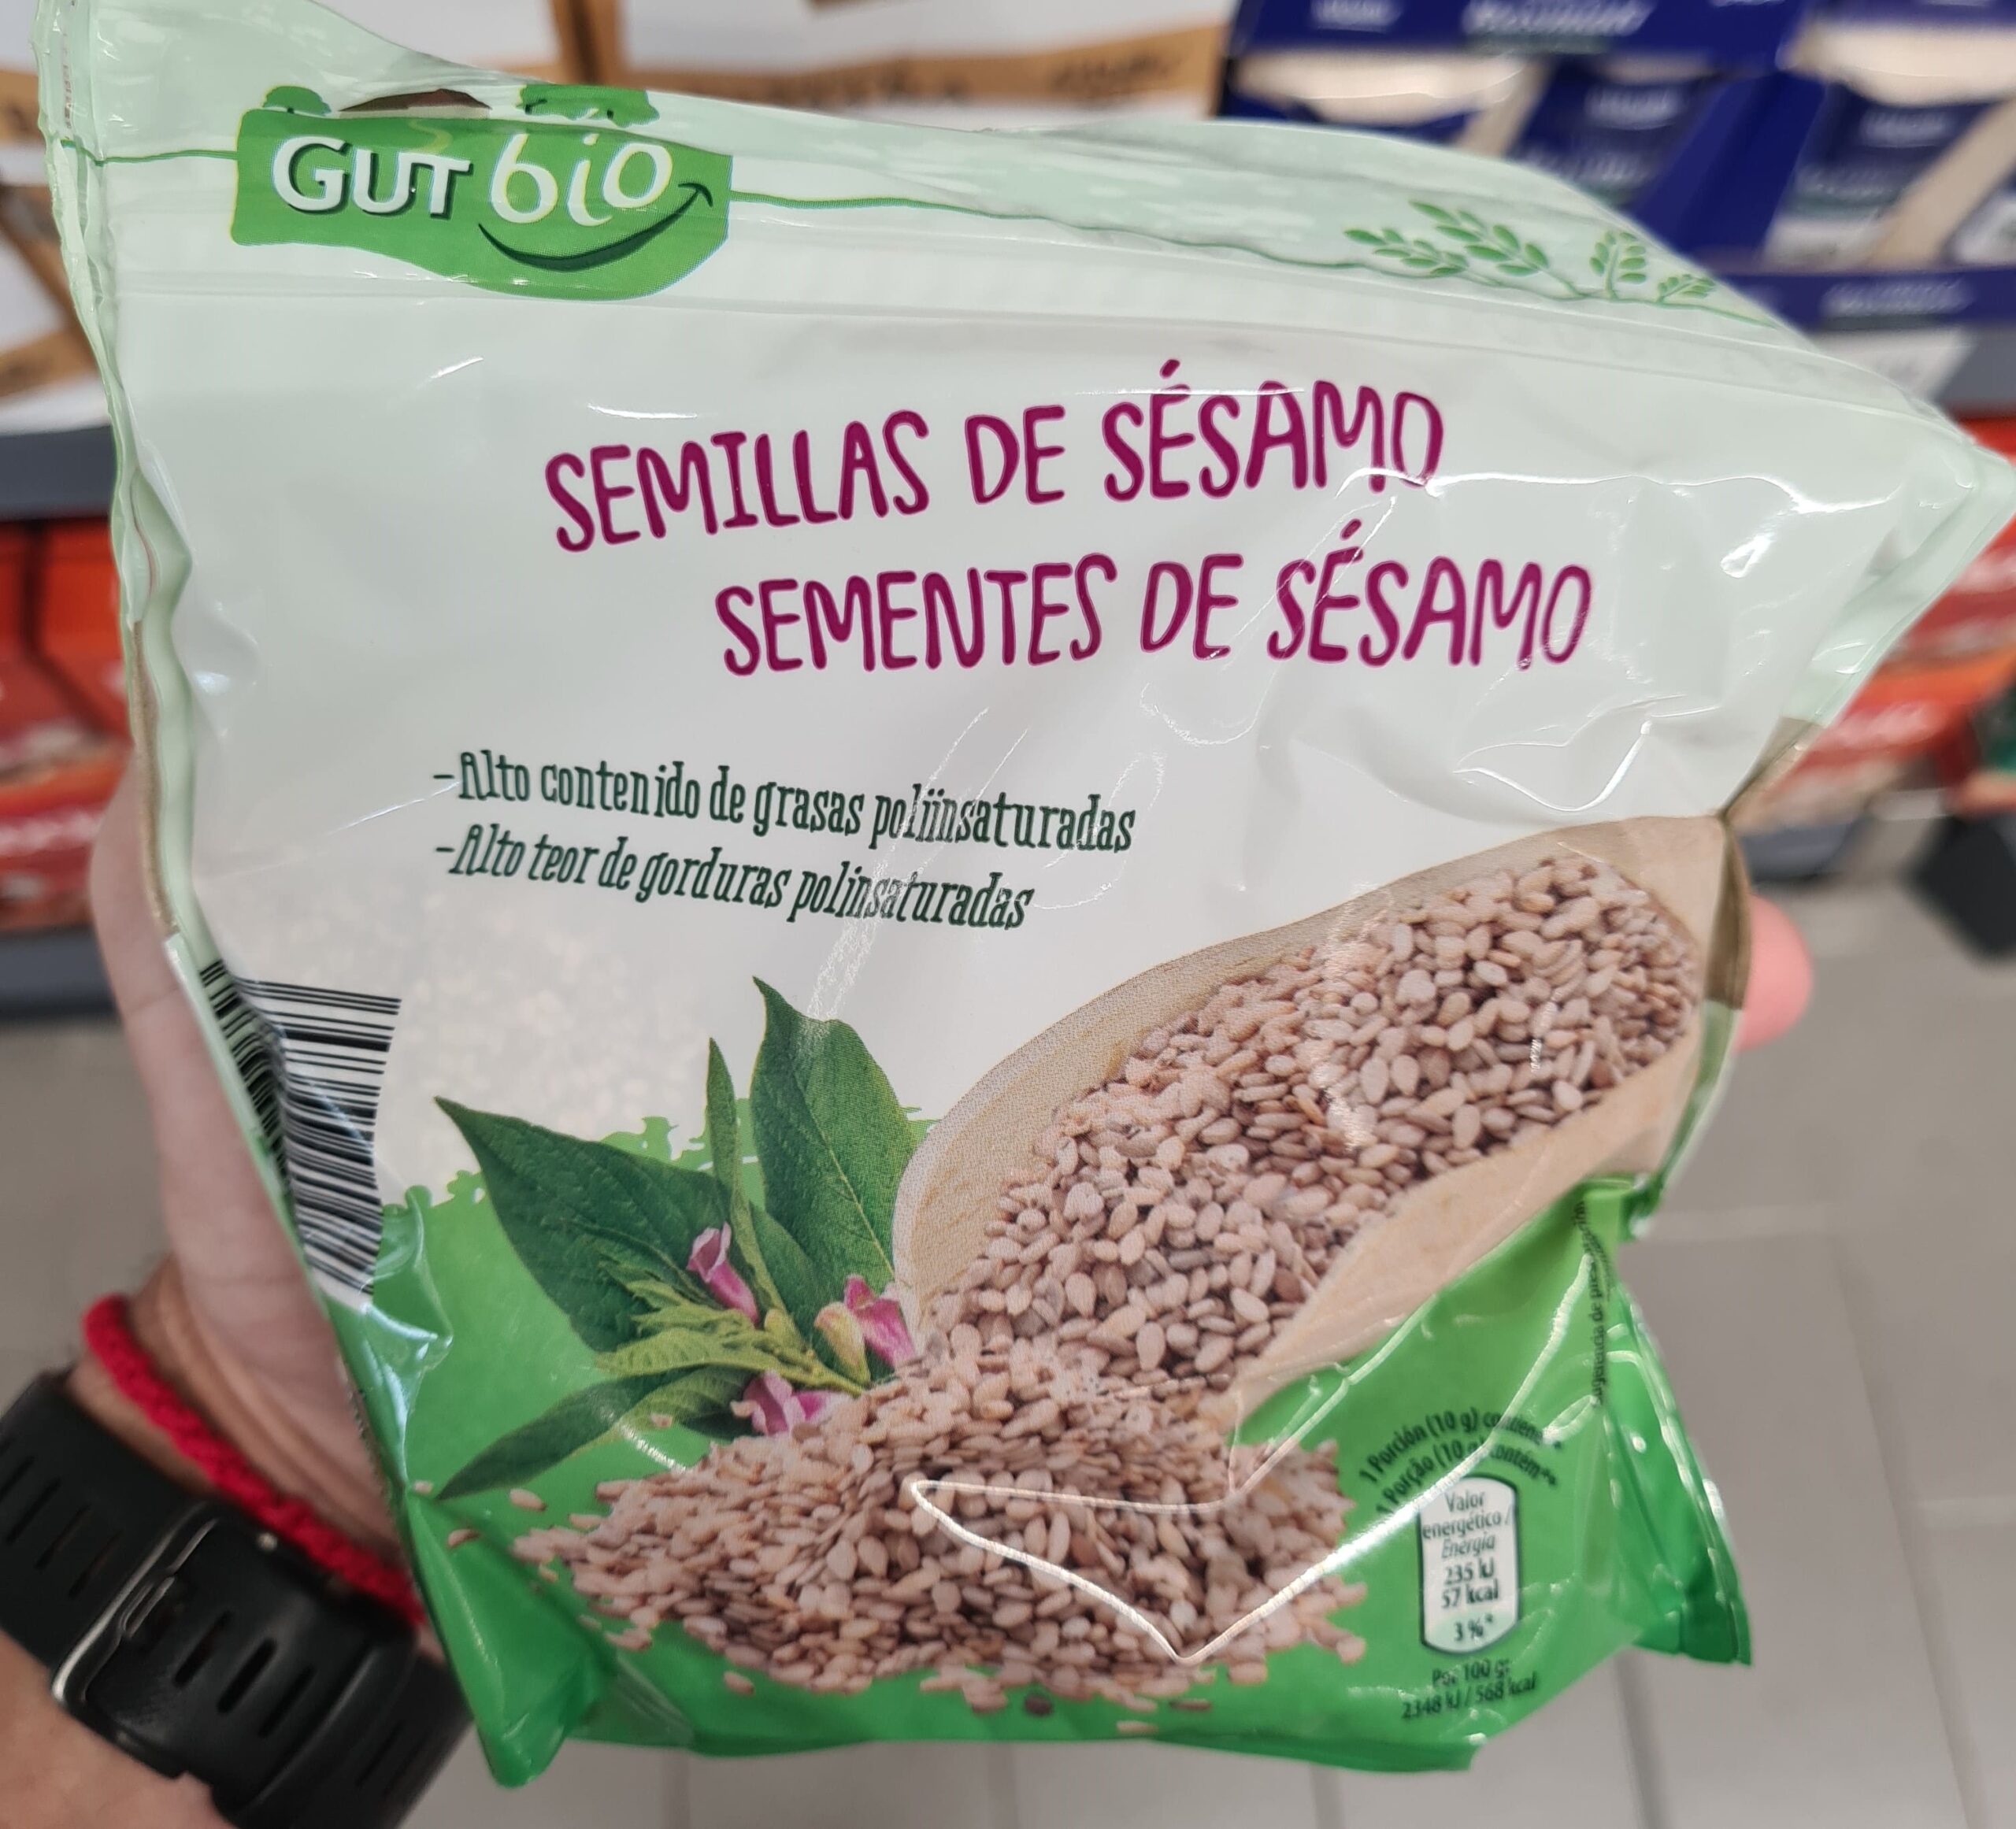 GUT bio
SEMILLAS DE SÉSAMO
SEMENTES DE SÉSAMO
-Alto contenido de grasas poliinsaturadas
-Alto teor de gorduras polinsaturadas
1 Porción (10 g) contiene**
1 Porção (10 g) contém**
Valor
energético/
Energia
235 kJ
57 kcal
3 %*
Por 100 g:
2348 kJ / 568 kcal